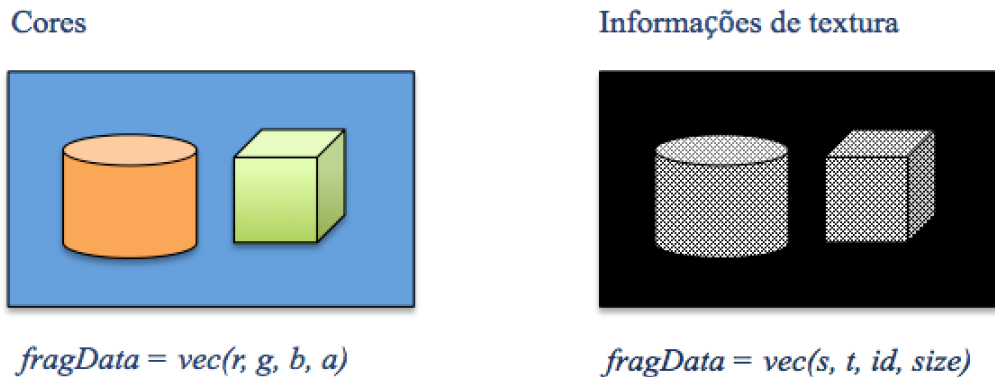 Cores
Informações de textura
fragData = vec(r, g, b, a)
fragData = vec(s, t, id, size)